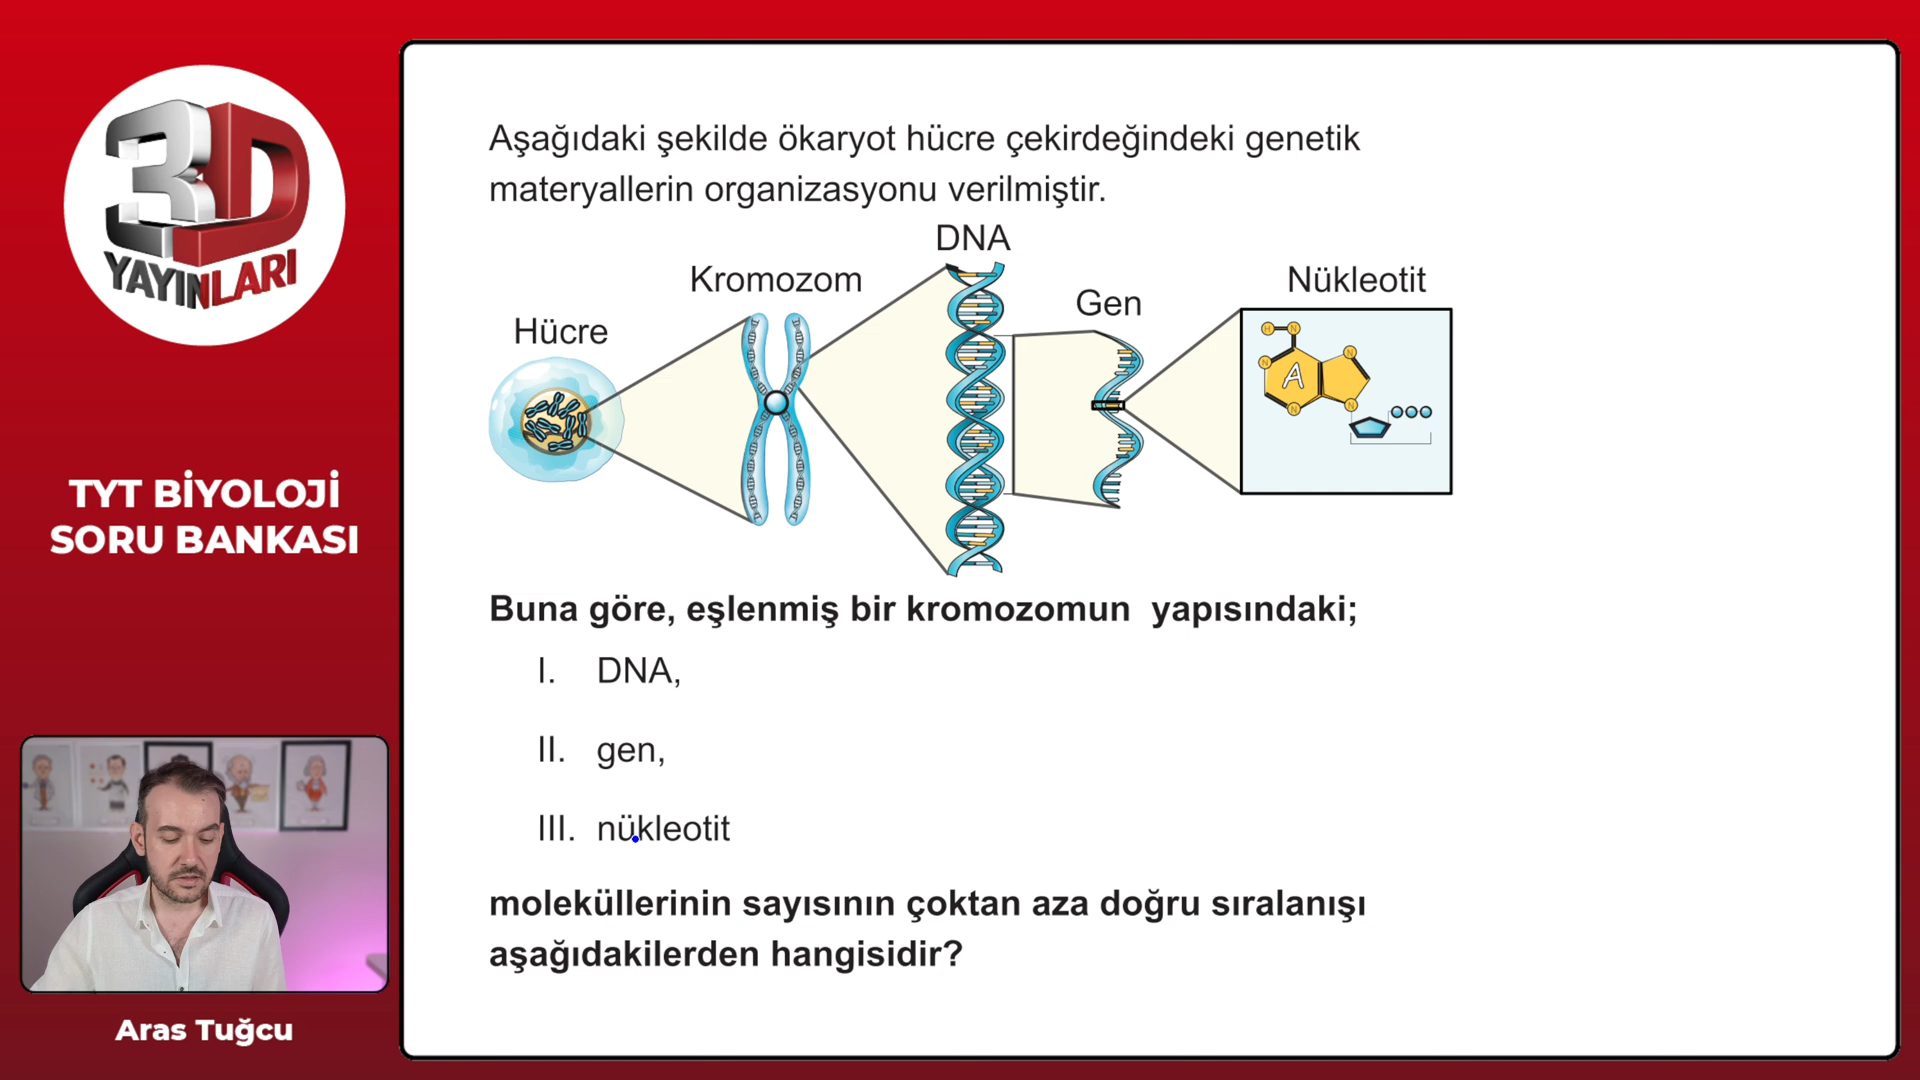 3D
YAYINLARI
TYT BİYOLOJİ
SORU BANKASI
Aras Tuğcu
Aşağıdaki şekilde ökaryot hücre çekirdeğindeki genetik
materyallerin organizasyonu verilmiştir.
DNA
Kromozom
Nükleotit
Gen
Hücre
H N
N N
A
N N
Buna göre, eşlenmiş bir kromozomun yapısındaki;
I. DNA,
II. gen,
III. nükleotit
moleküllerinin sayısının çoktan aza doğru sıralanışı
aşağıdakilerden hangisidir?